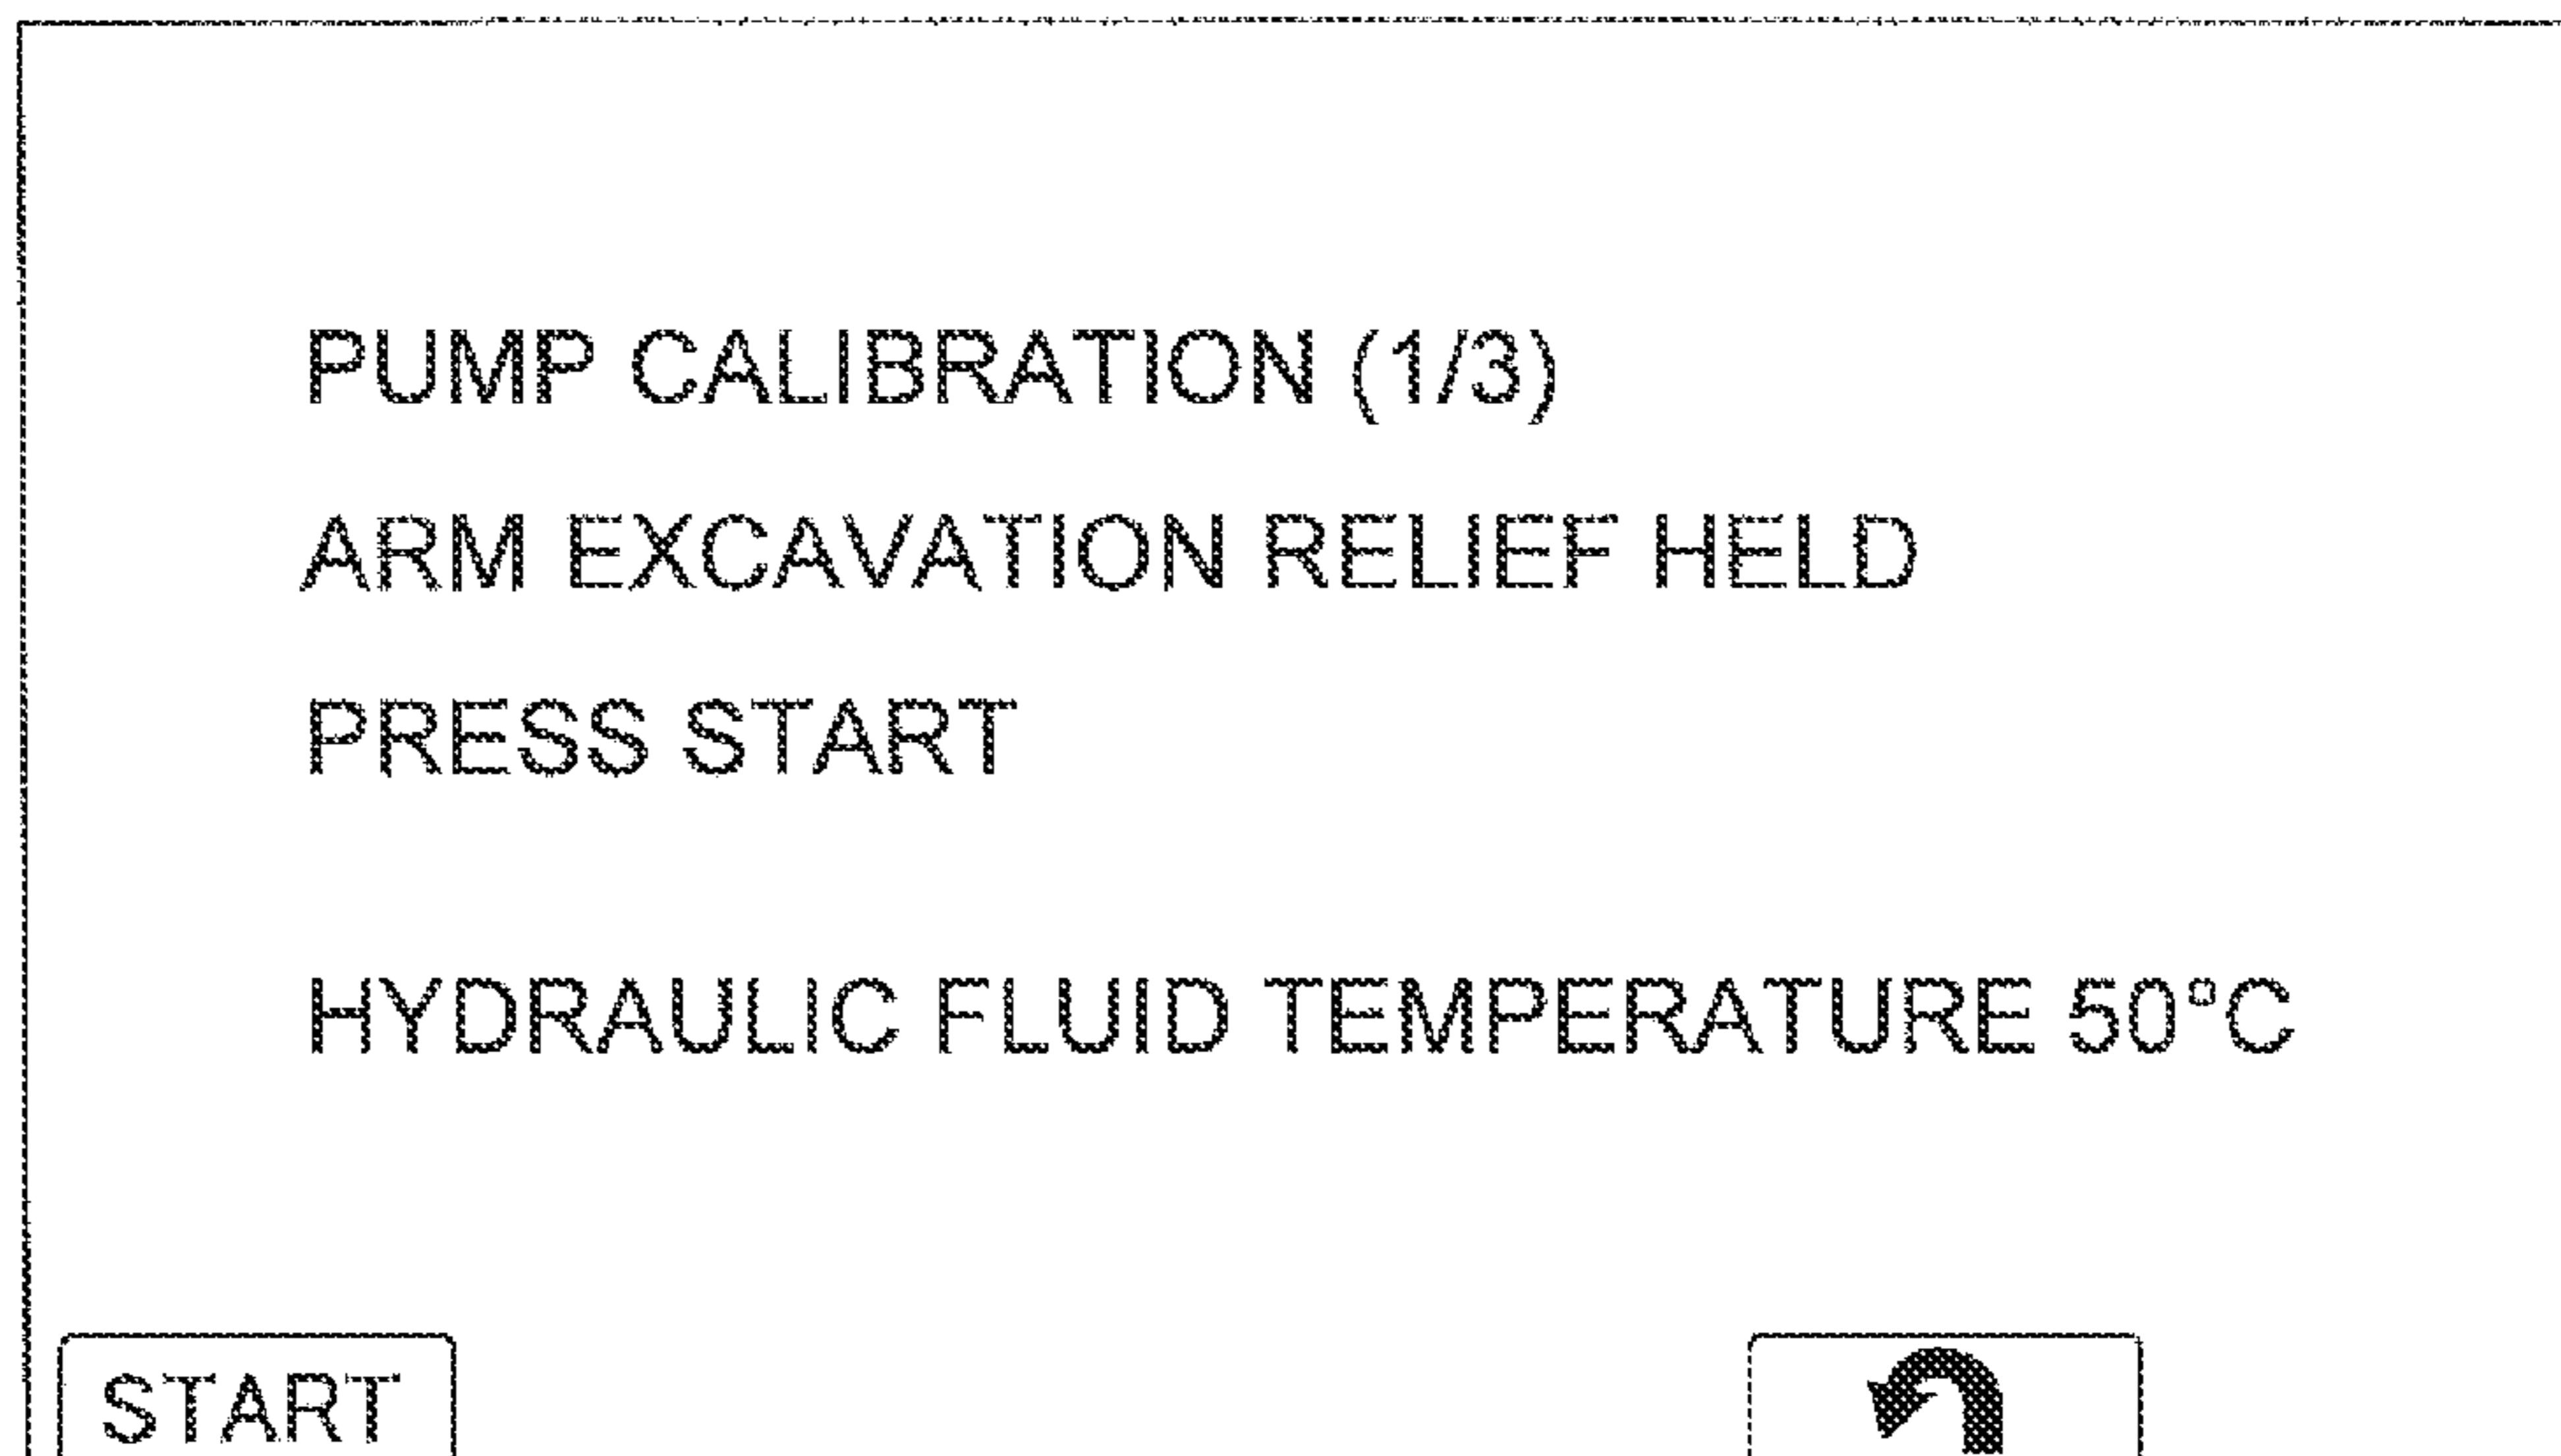 PUMP CALIBRATION (1/3)
ARM EXCAVATION RELIEF HELD
PRESS START
HYDRAULIC FLUID TEMPERATURE 50°C
START